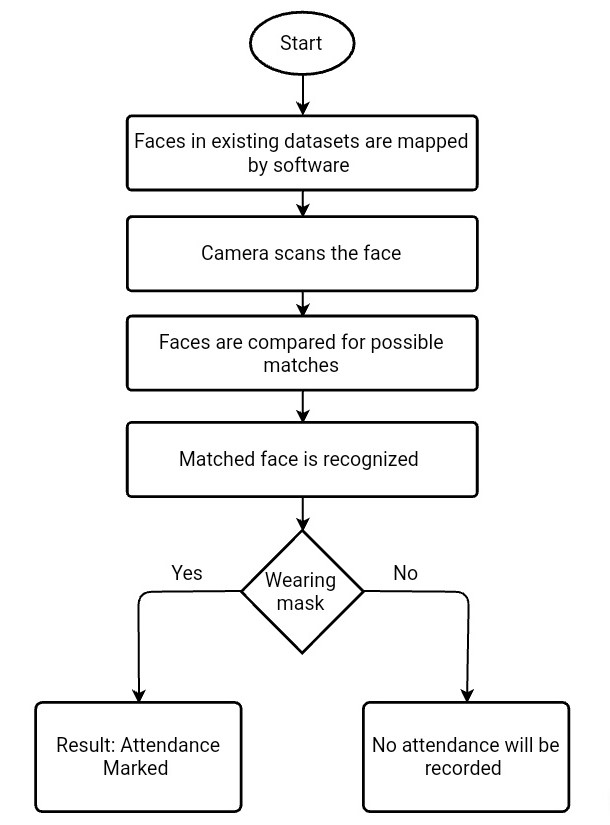 Start
Faces in existing datasets are mapped
by software
Camera scans the face
Faces are compared for possible
matches
Matched face is recognized
Yes
No
Wearing
mask
Result: Attendance
Marked
No attendance will be
recorded